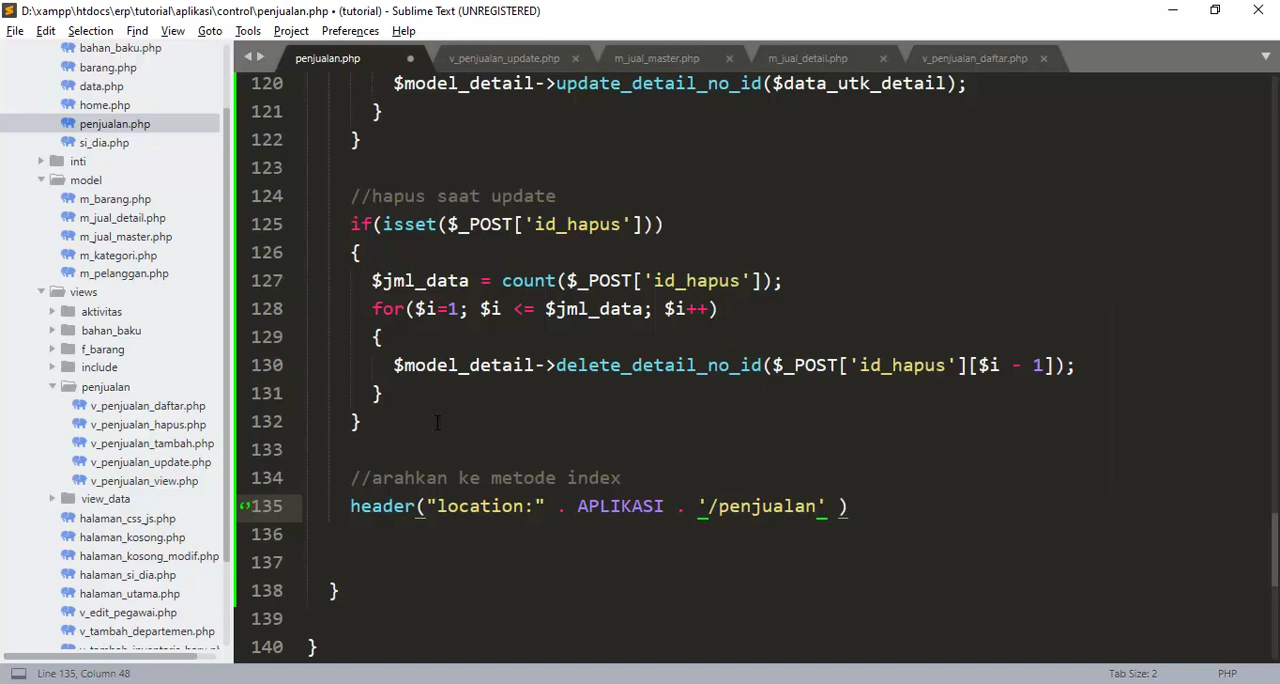 D:\xampp\htdocs\erp\tutorial\aplikasi\control\penjualan.php • (tutorial) - Sublime Text (UNREGISTERED)
File Edit Selection Find View Goto Tools Project Preferences Help
penjualan.php v_penjualan_update.php m_jual_master.php m_jual_detail.php v_penjualan_daftar.php
bahan_baku.php
barang.php
data.php
home.php
penjualan.php
si_dia.php
inti
model
m_barang.php
m_jual_detail.php
m_jual_master.php
m_kategori.php
m_pelanggan.php
views
aktivitas
bahan_baku
f_barang
include
penjualan
v_penjualan_daftar.php
v_penjualan_hapus.php
v_penjualan_tambah.php
v_penjualan_update.php
v_penjualan_view.php
view_data
halaman_css_js.php
halaman_kosong.php
halaman_kosong_modif.php
halaman_si_dia.php
halaman_utama.php
v_edit_pegawai.php
v_tambah_departemen.php
120 $model_detail->update_detail_no_id($data_utk_detail);
121 }
122 }
123
124 //hapus saat update
125 if(isset($_POST['id_hapus']))
126 {
127 $jml_data = count($_POST['id_hapus']);
128 for($i=1; $i <= $jml_data; $i++)
129 {
130 $model_detail->delete_detail_no_id($_POST['id_hapus'][$i - 1]);
131 }
132 }
133
134 //arahkan ke metode index
135 header("location:" . APLIKASI . '/penjualan' )
136
137
138 }
139
140 }
Line 135, Column 48 Tab Size: 2 PHP